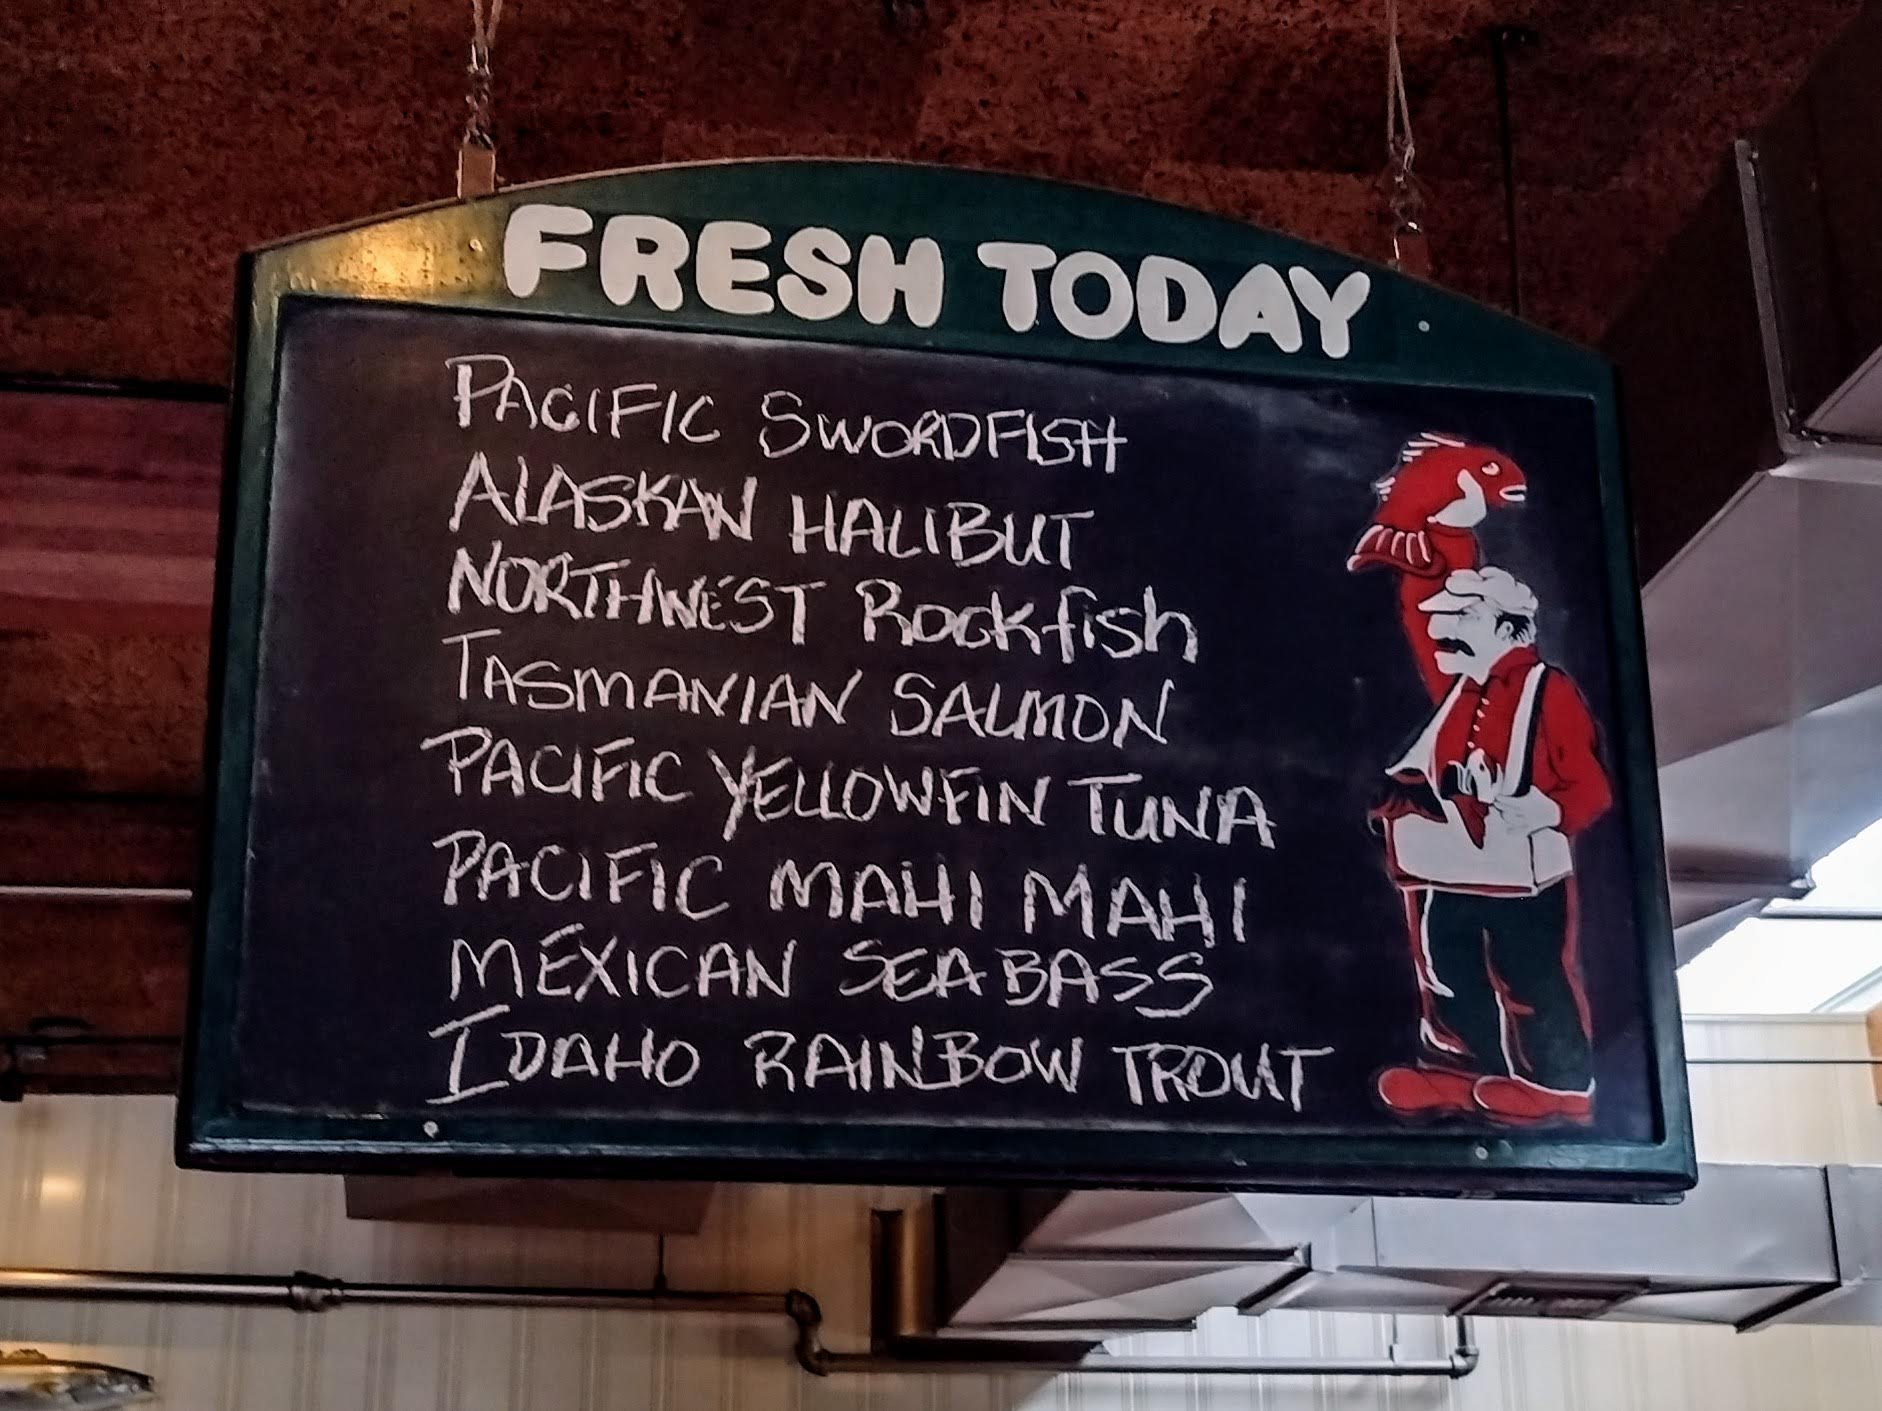 FRESH TODAY
PACIFIC SWORDFISH
ALASKAN HALIBUT
NORTHWEST Rockfish
TASMANIAN SALMON
PACIFIC YELLOWFIN TUNA
PACIFIC MAHI MAHI
MEXICAN SEA BASS
IDAHO RAINBOW TROUT